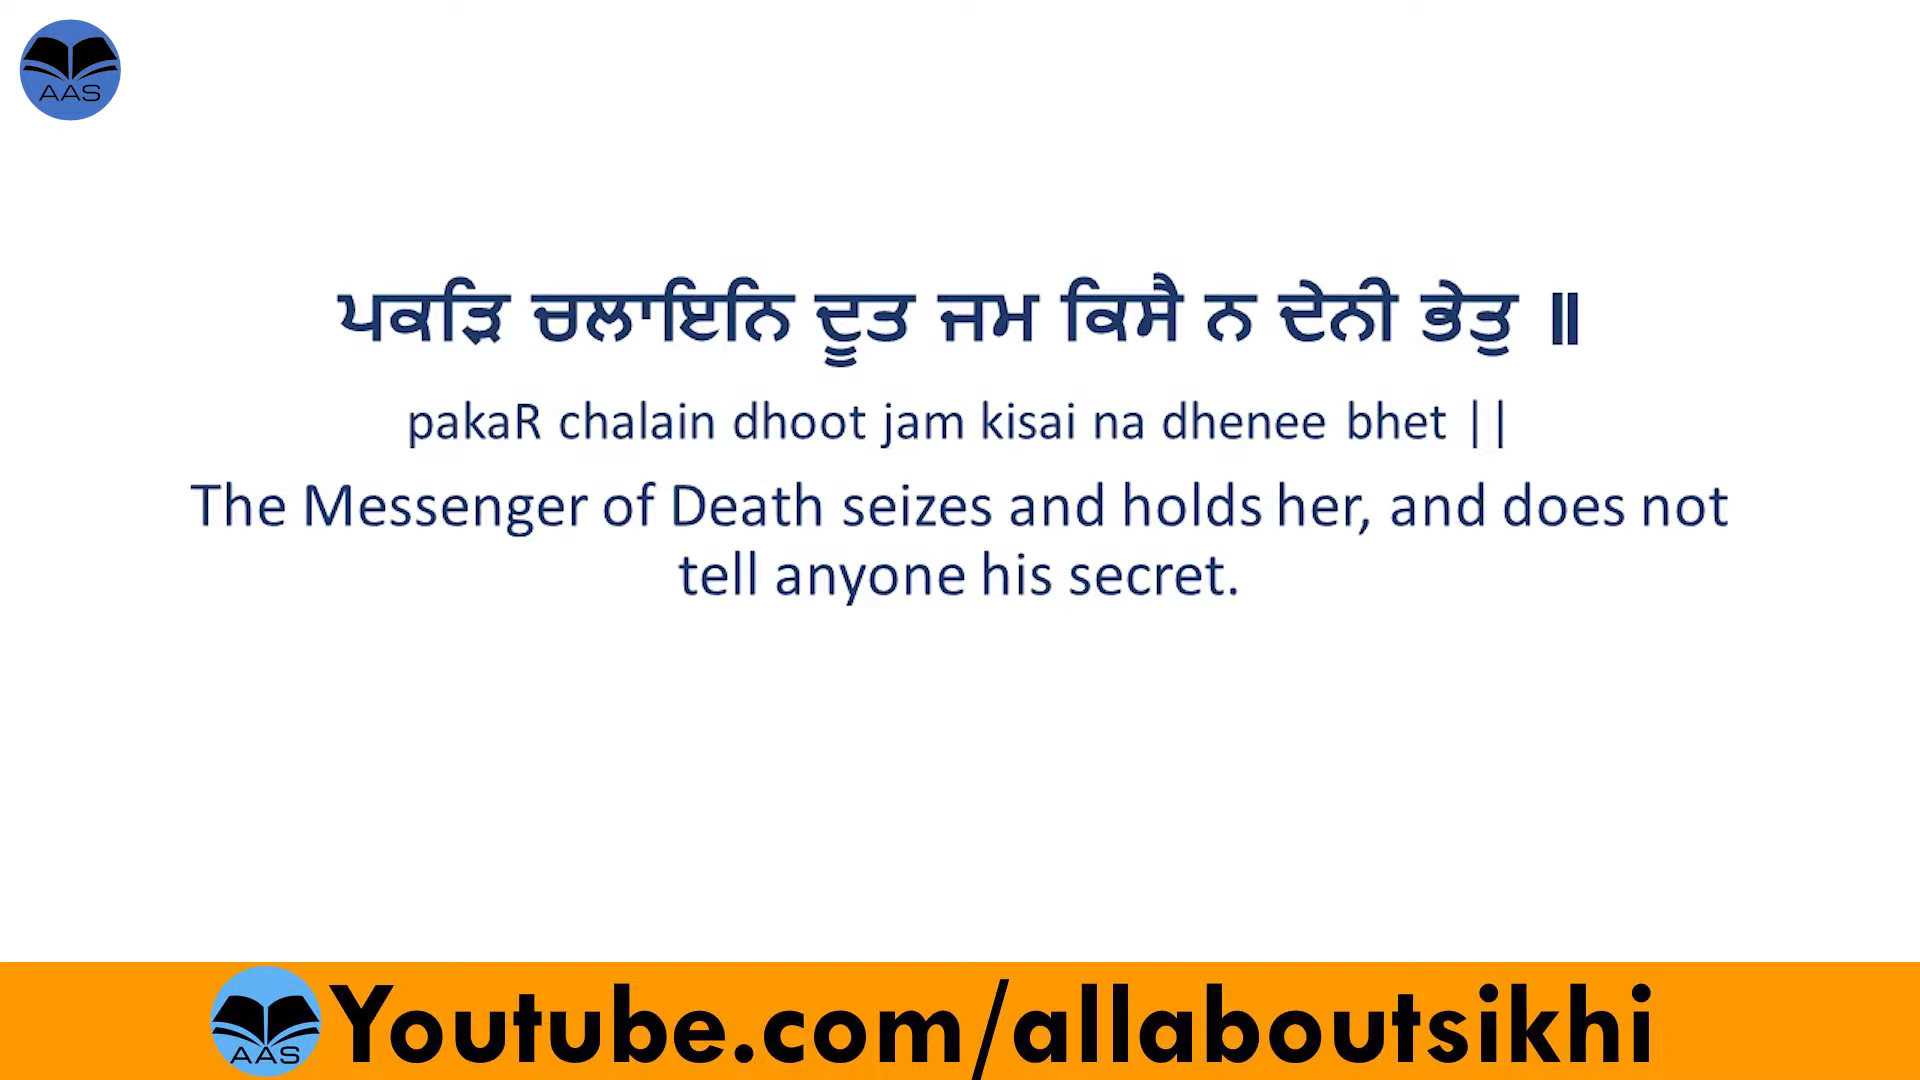 AAS
ਪਕੜਿ ਚਲਾਇਨਿ ਦੂਤ ਜਮ ਕਿਸੈ ਨ ਦੇਨੀ ਭੇਤੁ ॥
pakaR chalain dhoot jam kisai na dhenee bhet ||
The Messenger of Death seizes and holds her, and does not
tell anyone his secret.
AAS Youtube.com/allaboutsikhi